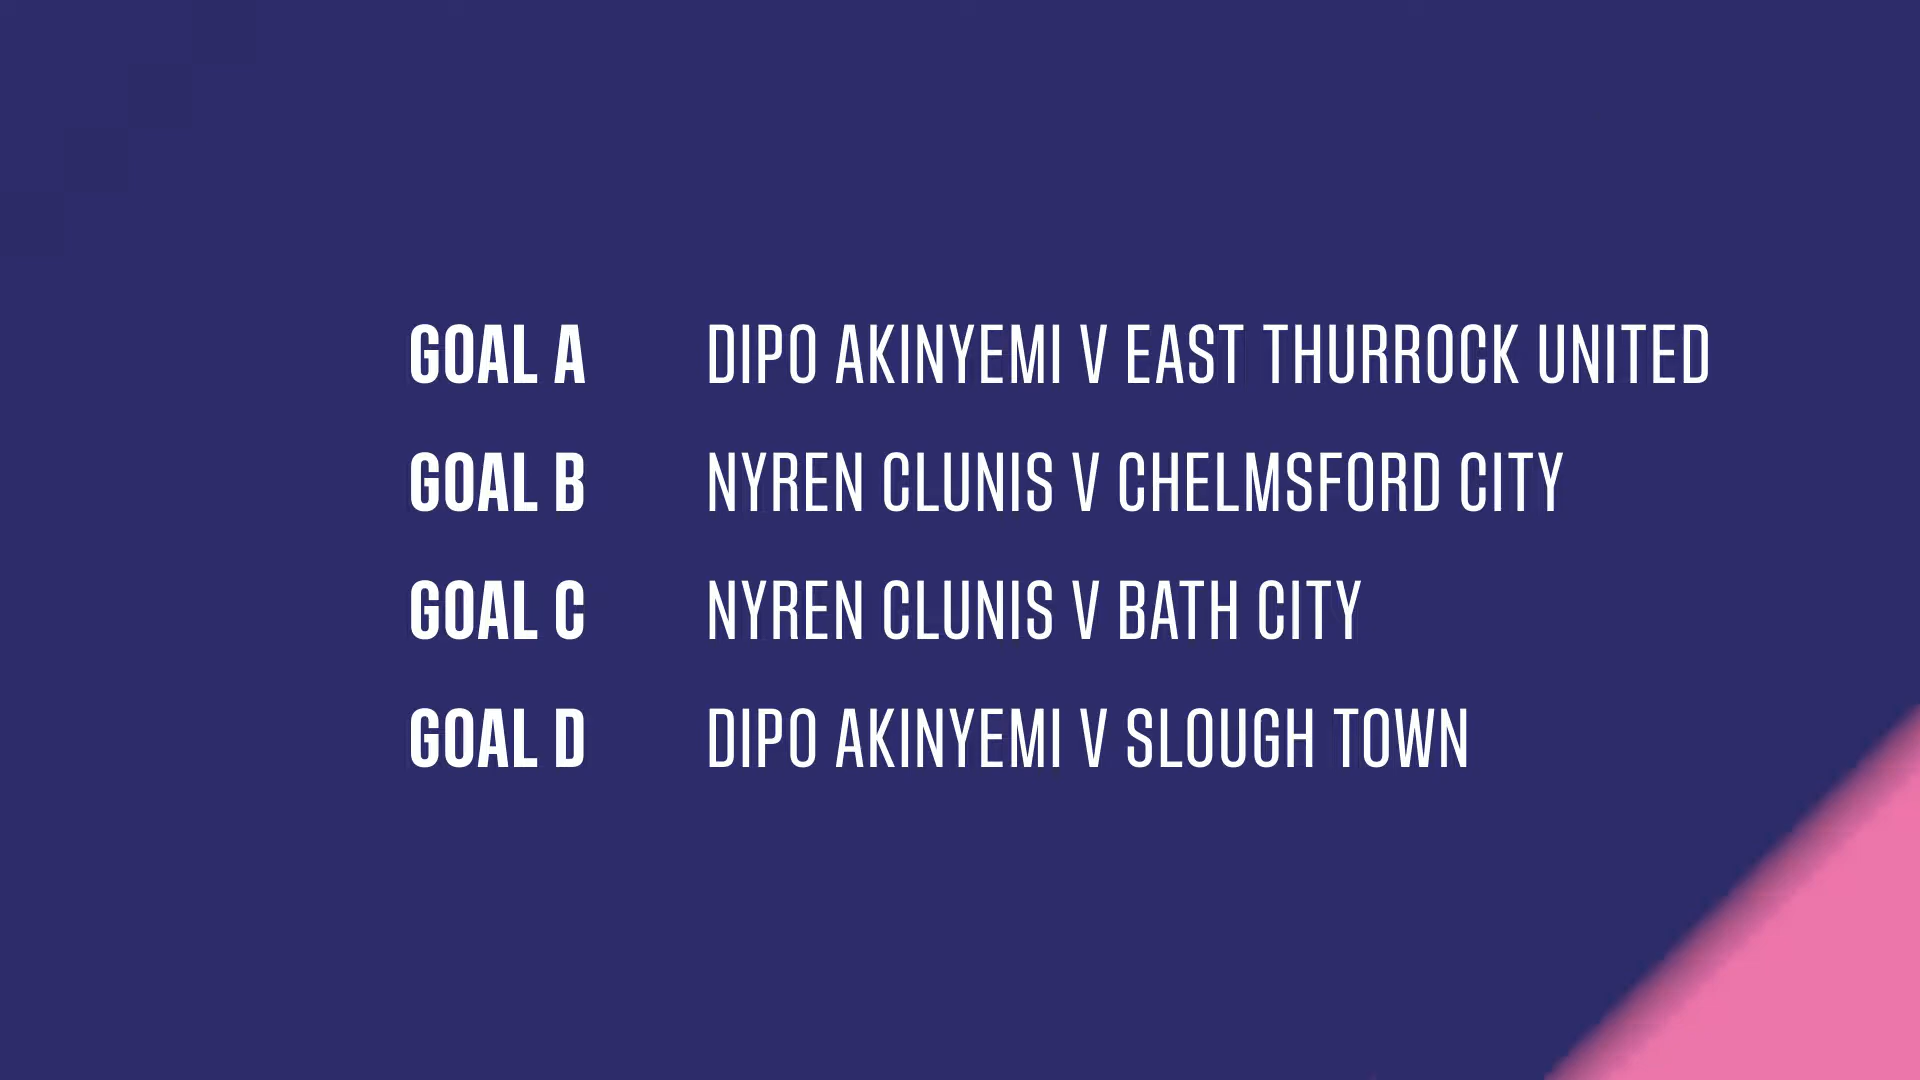 GOAL A DIPO AKINYEMI V EAST THURROCK UNITED
GOAL B NYREN CLUNIS V CHELMSFORD CITY
GOAL C NYREN CLUNIS V BATH CITY
GOAL D DIPO AKINYEMI V SLOUGH TOWN